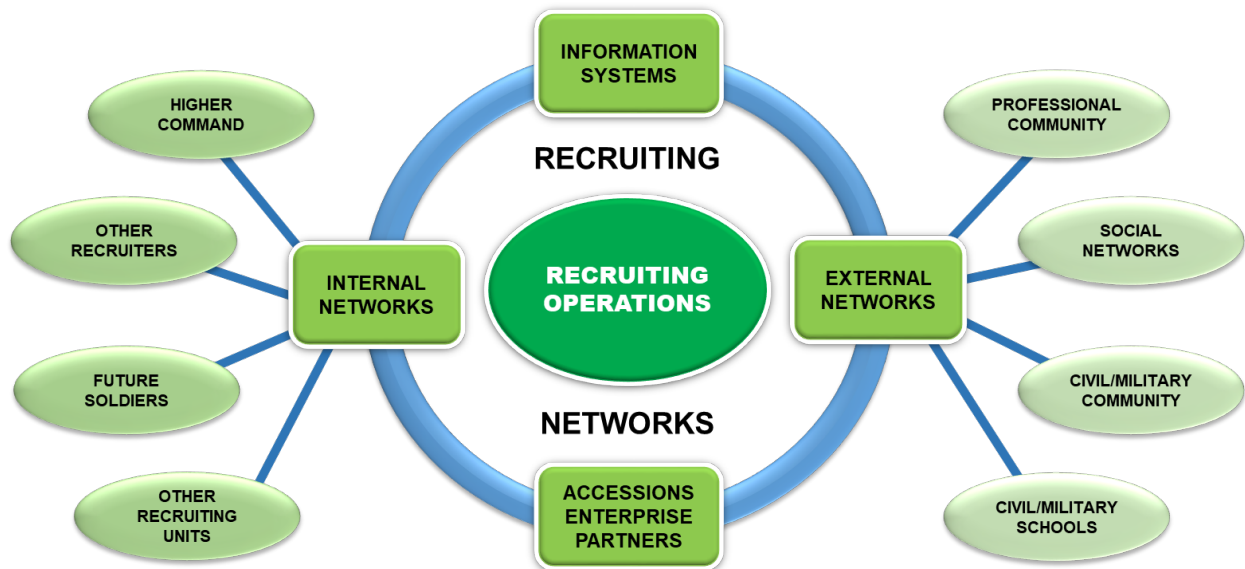 INFORMATION
SYSTEMS
HIGHER
COMMAND
PROFESSIONAL
COMMUNITY
RECRUITING
OTHER
RECRUITERS
SOCIAL
NETWORKS
INTERNAL
NETWORKS
RECRUITING
OPERATIONS
EXTERNAL
NETWORKS
FUTURE
SOLDIERS
CIVIL/MILITARY
COMMUNITY
NETWORKS
OTHER
RECRUITING
UNITS
ACCESSIONS
ENTERPRISE
PARTNERS
CIVIL/MILITARY
SCHOOLS